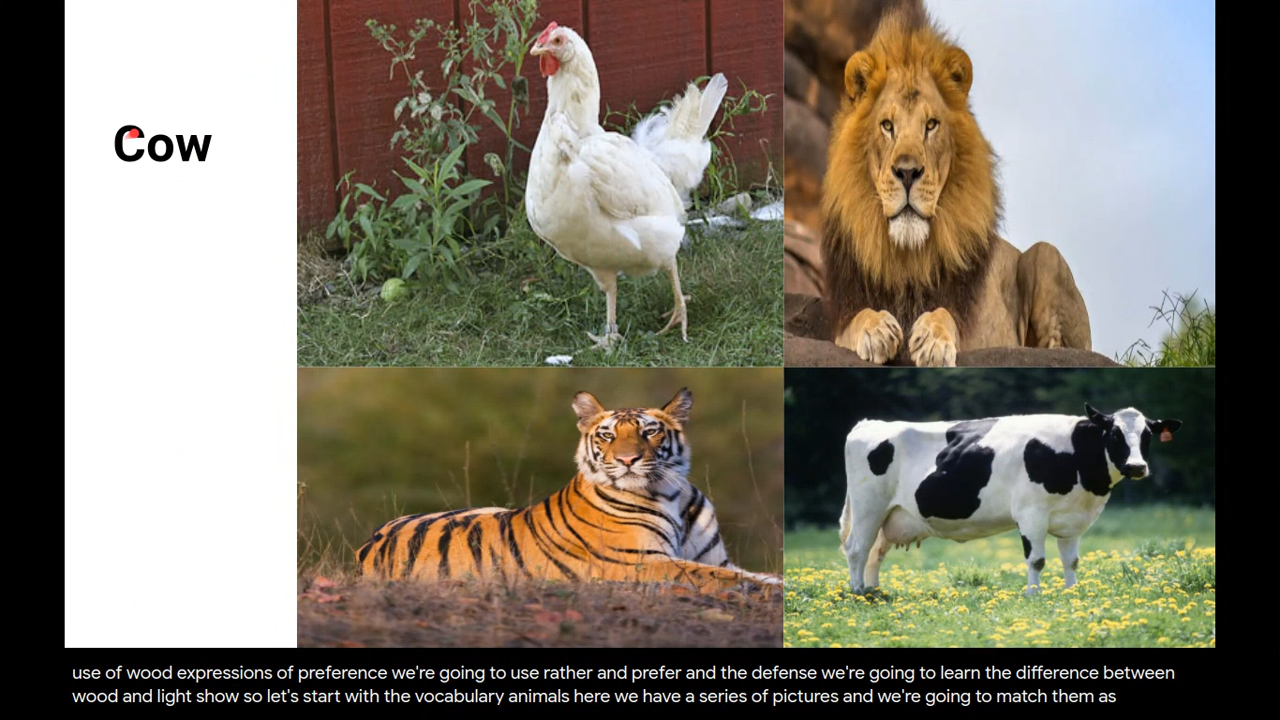 Cow
use of wood expressions of preference we're going to use rather and prefer and the defense we're going to learn the difference between
wood and light show so let's start with the vocabulary animals here we have a series of pictures and we're going to match them as